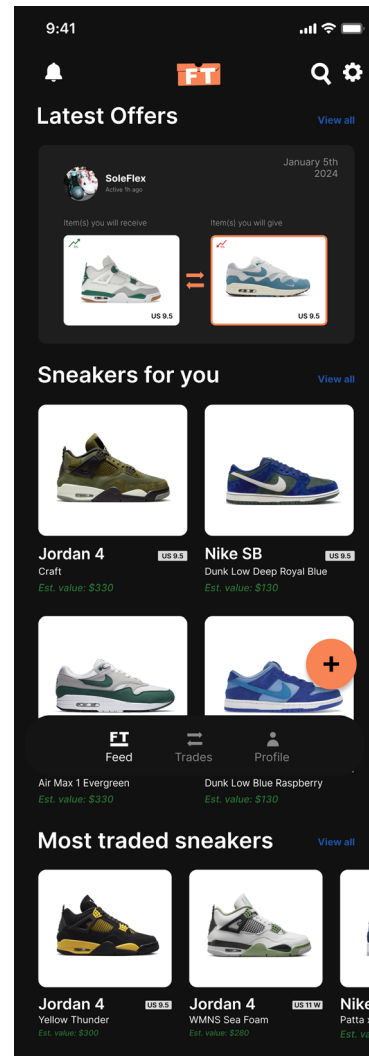 9:41
FT
Latest Offers
View all
SoleFlex
Active 1h ago
January 5th
2024
Item(s) you will receive
Item(s) you will give
US 9.5
US 9.5
Sneakers for you
View all
Jordan 4
US 9.5
Craft
Est. value: $330
Nike SB
US 9.5
Dunk Low Deep Royal Blue
Est. value: $130
+
FT
Feed
Trades
Profile
Air Max 1 Evergreen
Est. value: $330
Dunk Low Blue Raspberry
Est. value: $130
Most traded sneakers
View all
Jordan 4
US 9.5
Yellow Thunder
Est. value: $300
Jordan 4
US 11 W
WMNS Sea Foam
Est. value: $280
Nike
Patta
Est. va